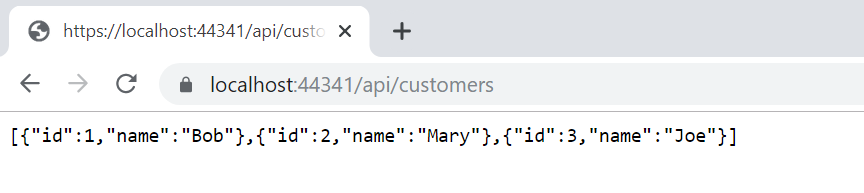 https://localhost:44341/api/custo
localhost:44341/api/customers
[{"id":1,"name":"Bob"},{"id":2,"name":"Mary"},{"id":3,"name":"Joe"}]